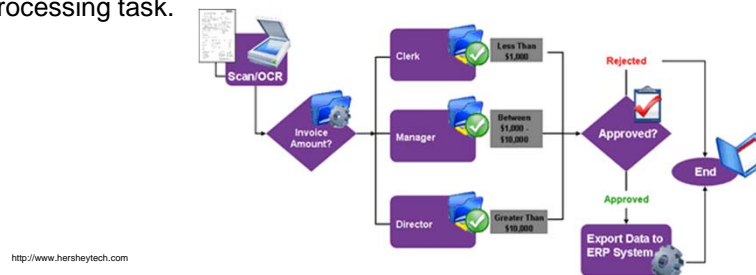 rocessing task.
Scan/OCR
Invoice
Amount?
Clerk
Less Than
$1,000
Manager
Between
$1,000 -
$10,000
Director
Greater Than
$10,000
Rejected
Approved?
Approved
Export Data to
ERP System
End
http://www.hersheytech.com